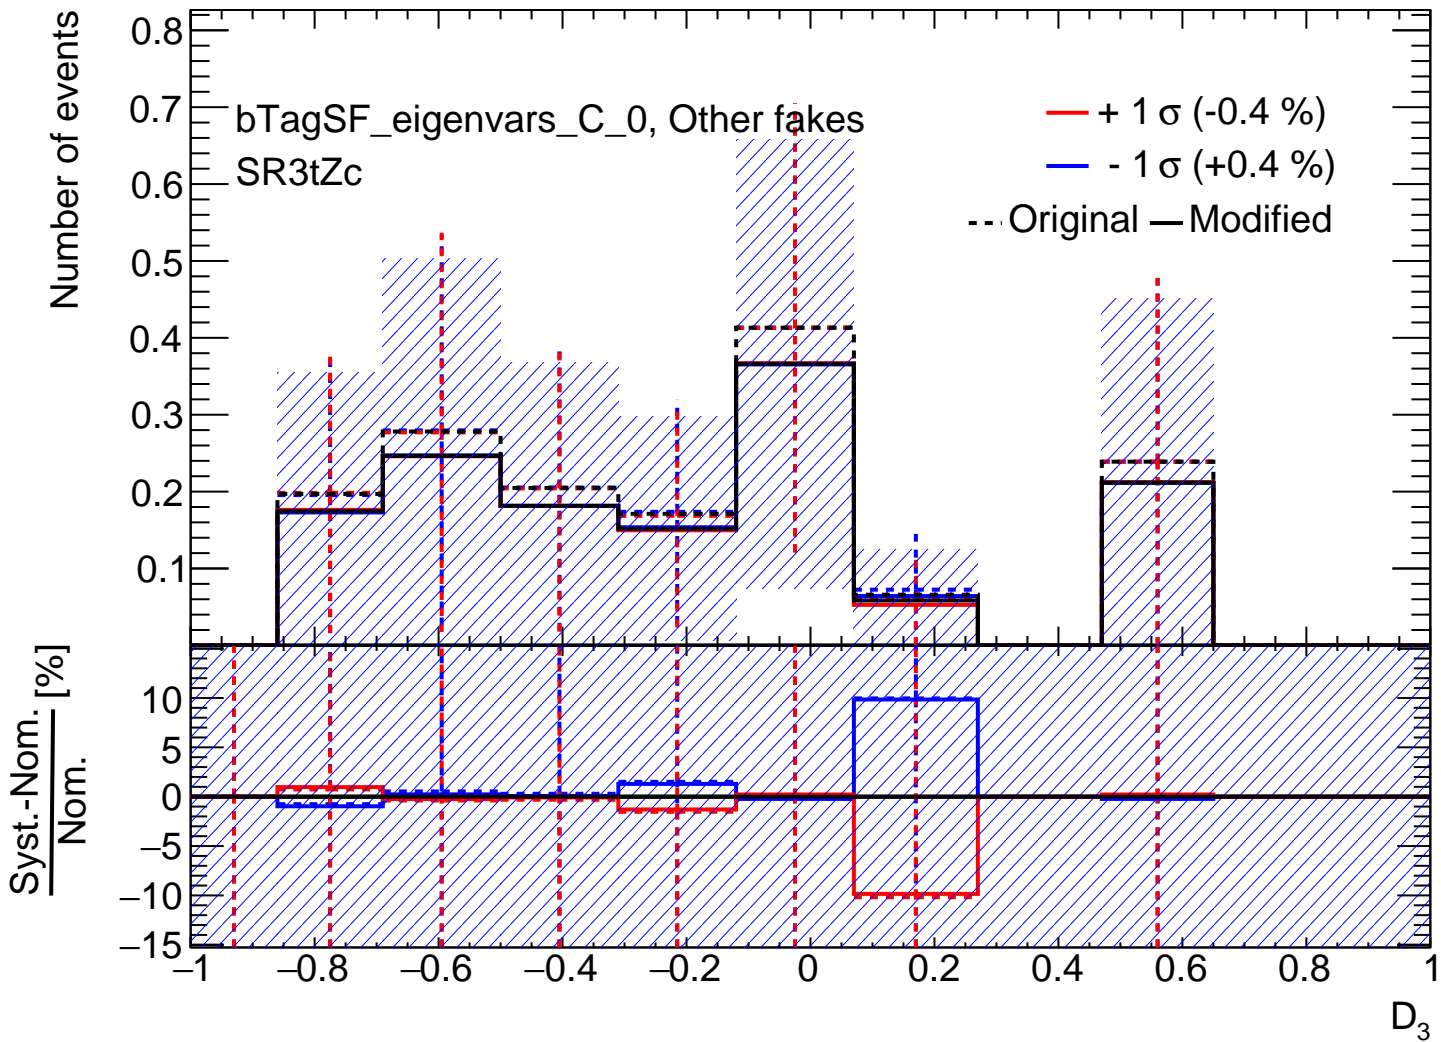 Number of events
0.8
0.7
0.6
0.5
0.4
0.3
0.2
0.1
bTagSF_eigenvars_C_0, Other fakes
SR3tZc
+ 1 σ (-0.4 %)
- 1 σ (+0.4 %)
Original Modified
Syst.-Nom. [%]
Nom.
10
5
0
−5
−10
−15
−1 −0.8 −0.6 −0.4 −0.2 0 0.2 0.4 0.6 0.8 1
D3